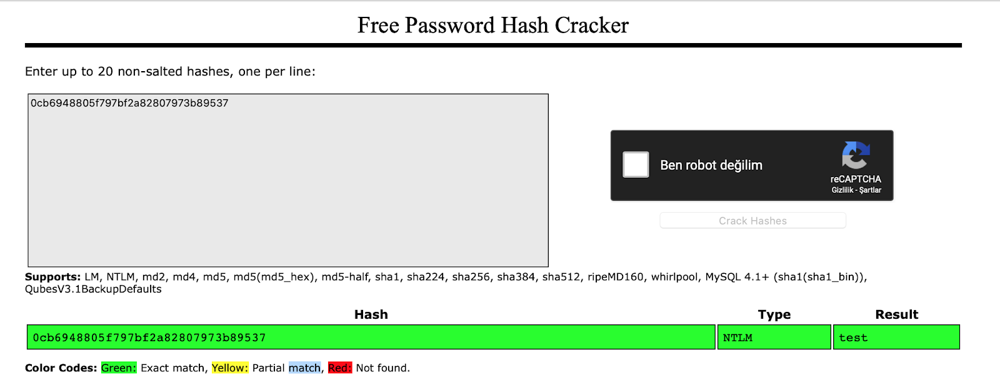 Free Password Hash Cracker
Enter up to 20 non-salted hashes, one per line:
0cb6948805f797bf2a82807973b89537
Ben robot değilim
reCAPTCHA
Gizlilik - Şartlar
Crack Hashes
Supports: LM, NTLM, md2, md4, md5, md5(md5_hex), md5-half, sha1, sha224, sha256, sha384, sha512, ripeMD160, whirlpool, MySQL 4.1+ (sha1(sha1_bin)),
QubesV3.1BackupDefaults
Hash Type Result
0cb6948805f797bf2a82807973b89537 NTLM test
Color Codes: Green: Exact match, Yellow: Partial match, Red: Not found.